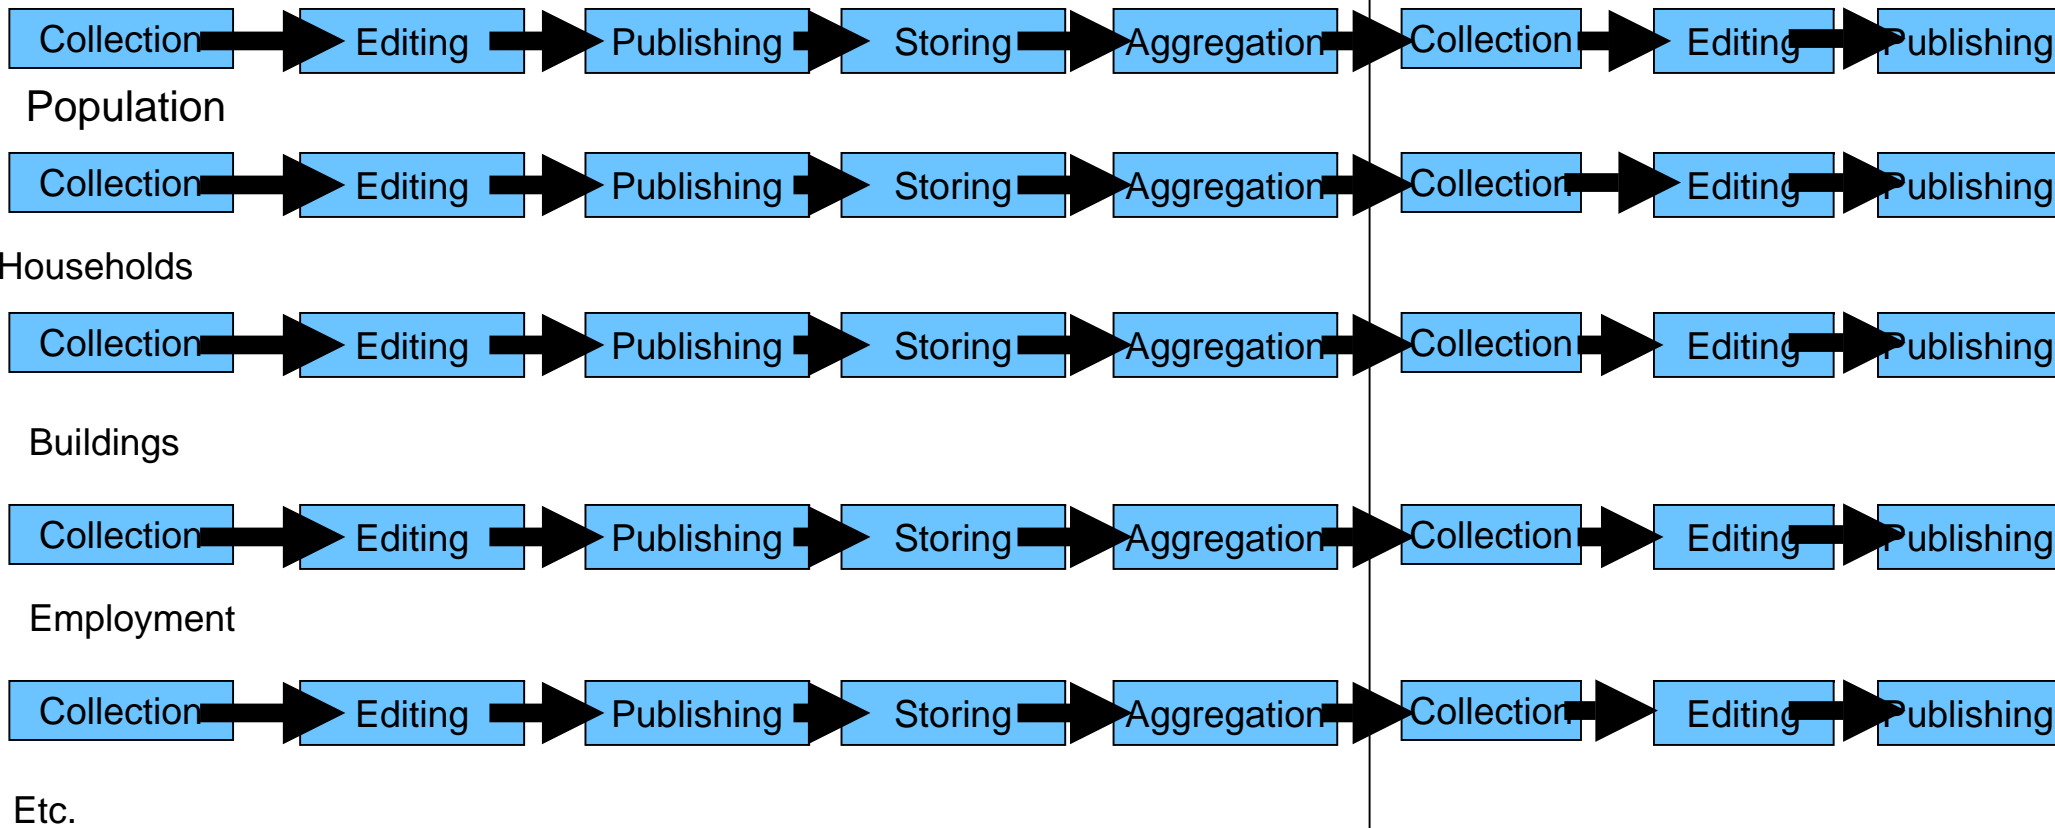 Collection Editing Publishing Storing Aggregation Collection Editing Publishing
Population
Collection Editing Publishing Storing Aggregation Collection Editing Publishing
Households
Collection Editing Publishing Storing Aggregation Collection Editing Publishing
Buildings
Collection Editing Publishing Storing Aggregation Collection Editing Publishing
Employment
Collection Editing Publishing Storing Aggregation Collection Editing Publishing
Etc.